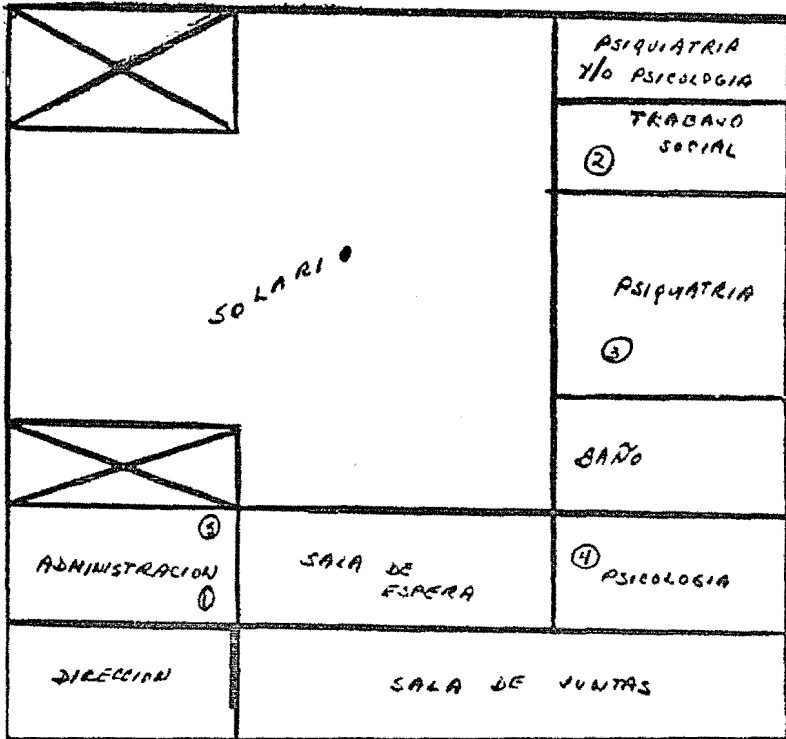 PSIQUIATRIA
Y/O PSICOLOGIA
TRABAJO
SOCIAL
2
SOLARIO
PSIQUIATRIA
3
BAÑO
5
ADMINISTRACION
1
SALA DE
ESPERA
4
PSICOLOGIA
DIRECCION
SALA DE JUNTAS